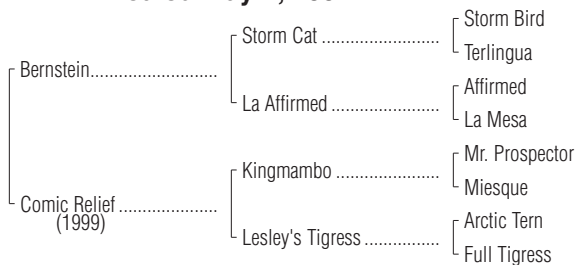 Storm Bird
Storm Cat
Terlingua
Bernstein
Affirmed
La Affirmed
La Mesa
Mr. Prospector
Kingmambo
Miesque
Comic Relief
(1999)
Arctic Tern
Lesley's Tigress
Full Tigress